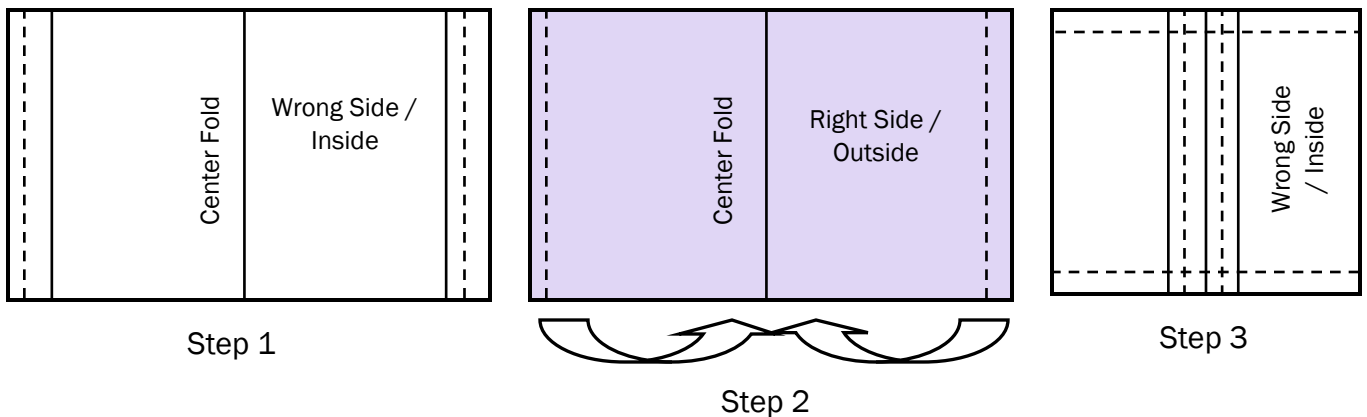 Center Fold
Wrong Side /
Inside
Step 1
Center Fold
Right Side /
Outside
Step 2
Wrong Side
/ Inside
Step 3